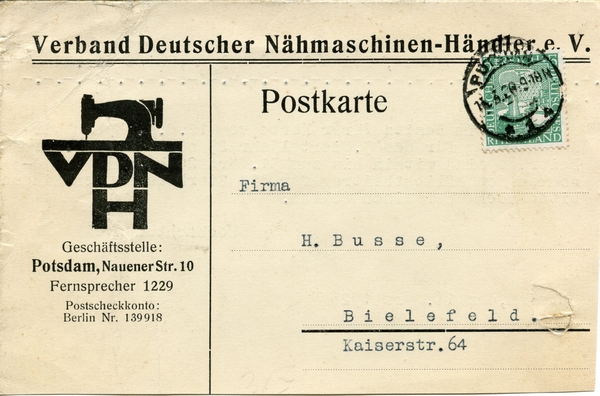 Verband Deutscher Nähmaschinen-Händler e. V.
Postkarte
VDNH
Geschäftsstelle:
Potsdam, Nauener Str. 10
Fernsprecher 1229
Postscheckkonto:
Berlin Nr. 139918
Firma
H. Busse,
Bielefeld.
Kaiserstr.64